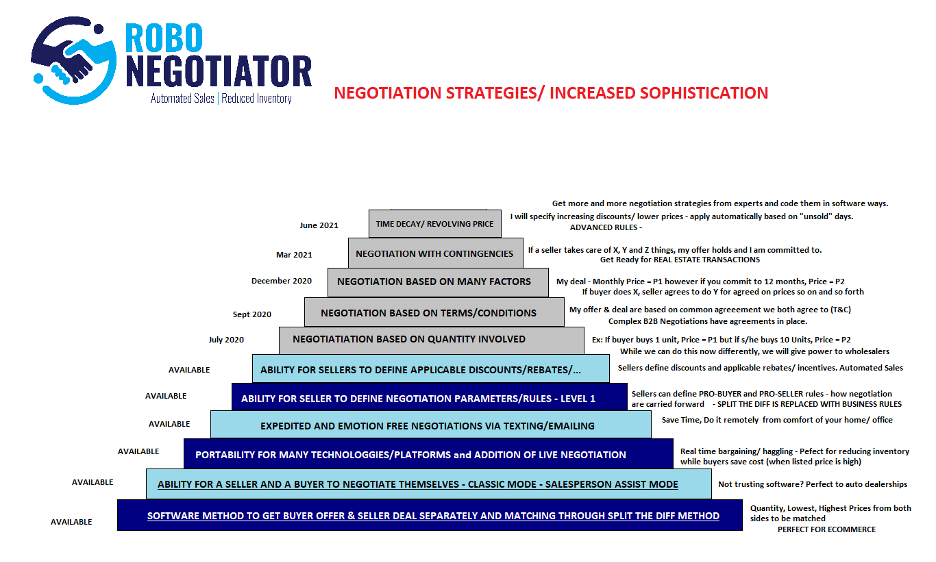 ROBO
NEGOTIATOR
Automated Sales | Reduced Inventory
NEGOTIATION STRATEGIES/ INCREASED SOPHISTICATION
Get more and more negotiation strategies from experts and code them in software ways.
June 2021
TIME DECAY/ REVOLVING PRICE
I will specify increasing discounts/ lower prices - apply automatically based on "unsold" days.
ADVANCED RULES -
Mar 2021
NEGOTIATION WITH CONTINGENCIES
If a seller takes care of X, Y and Z things, my offer holds and I am committed to.
Get Ready for REAL ESTATE TRANSACTIONS
December 2020
NEGOTIATION BASED ON MANY FACTORS
My deal - Monthly Price = P1 however if you commit to 12 months, Price = P2
If buyer does X, seller agrees to do Y for agreed on prices so on and so forth
Sept 2020
NEGOTIATION BASED ON TERMS/CONDITIONS
My offer & deal are based on common agreeement we both agree to (T&C)
Complex B2B Negotiations have agreements in place.
July 2020
NEGOTIATIATION BASED ON QUANTITY INVOLVED
Ex: If buyer buys 1 unit, Price = P1 but if s/he buys 10 Units, Price = P2
While we can do this now differently, we will give power to wholesalers
AVAILABLE
ABILITY FOR SELLERS TO DEFINE APPLICABLE DISCOUNTS/REBATES/...
Sellers define discounts and applicable rebates/ incentives. Automated Sales
AVAILABLE
ABILITY FOR SELLER TO DEFINE NEGOTIATION PARAMETERS/RULES - LEVEL 1
Sellers can define PRO-BUYER and PRO-SELLER rules - how negotiation
are carried forward - SPLIT THE DIFF IS REPLACED WITH BUSINESS RULES
AVAILABLE
EXPEDITED AND EMOTION FREE NEGOTIATIONS VIA TEXTING/EMAILING
Save Time, Do it remotely from comfort of your home/ office
AVAILABLE
PORTABILITY FOR MANY TECHNOLOGGIES/PLATFORMS and ADDITION OF LIVE NEGOTIATION
Real time bargaining/ haggling - Pefect for reducing inventory
while buyers save cost (when listed price is high)
AVAILABLE
ABILITY FOR A SELLER AND A BUYER TO NEGOTIATE THEMSELVES - CLASSIC MODE - SALESPERSON ASSIST MODE
Not trusting software? Perfect to auto dealerships
AVAILABLE
SOFTWARE METHOD TO GET BUYER OFFER & SELLER DEAL SEPARATELY AND MATCHING THROUGH SPLIT THE DIFF METHOD
Quantity, Lowest, Highest Prices from both
sides to be matched
PERFECT FOR ECOMMERCE